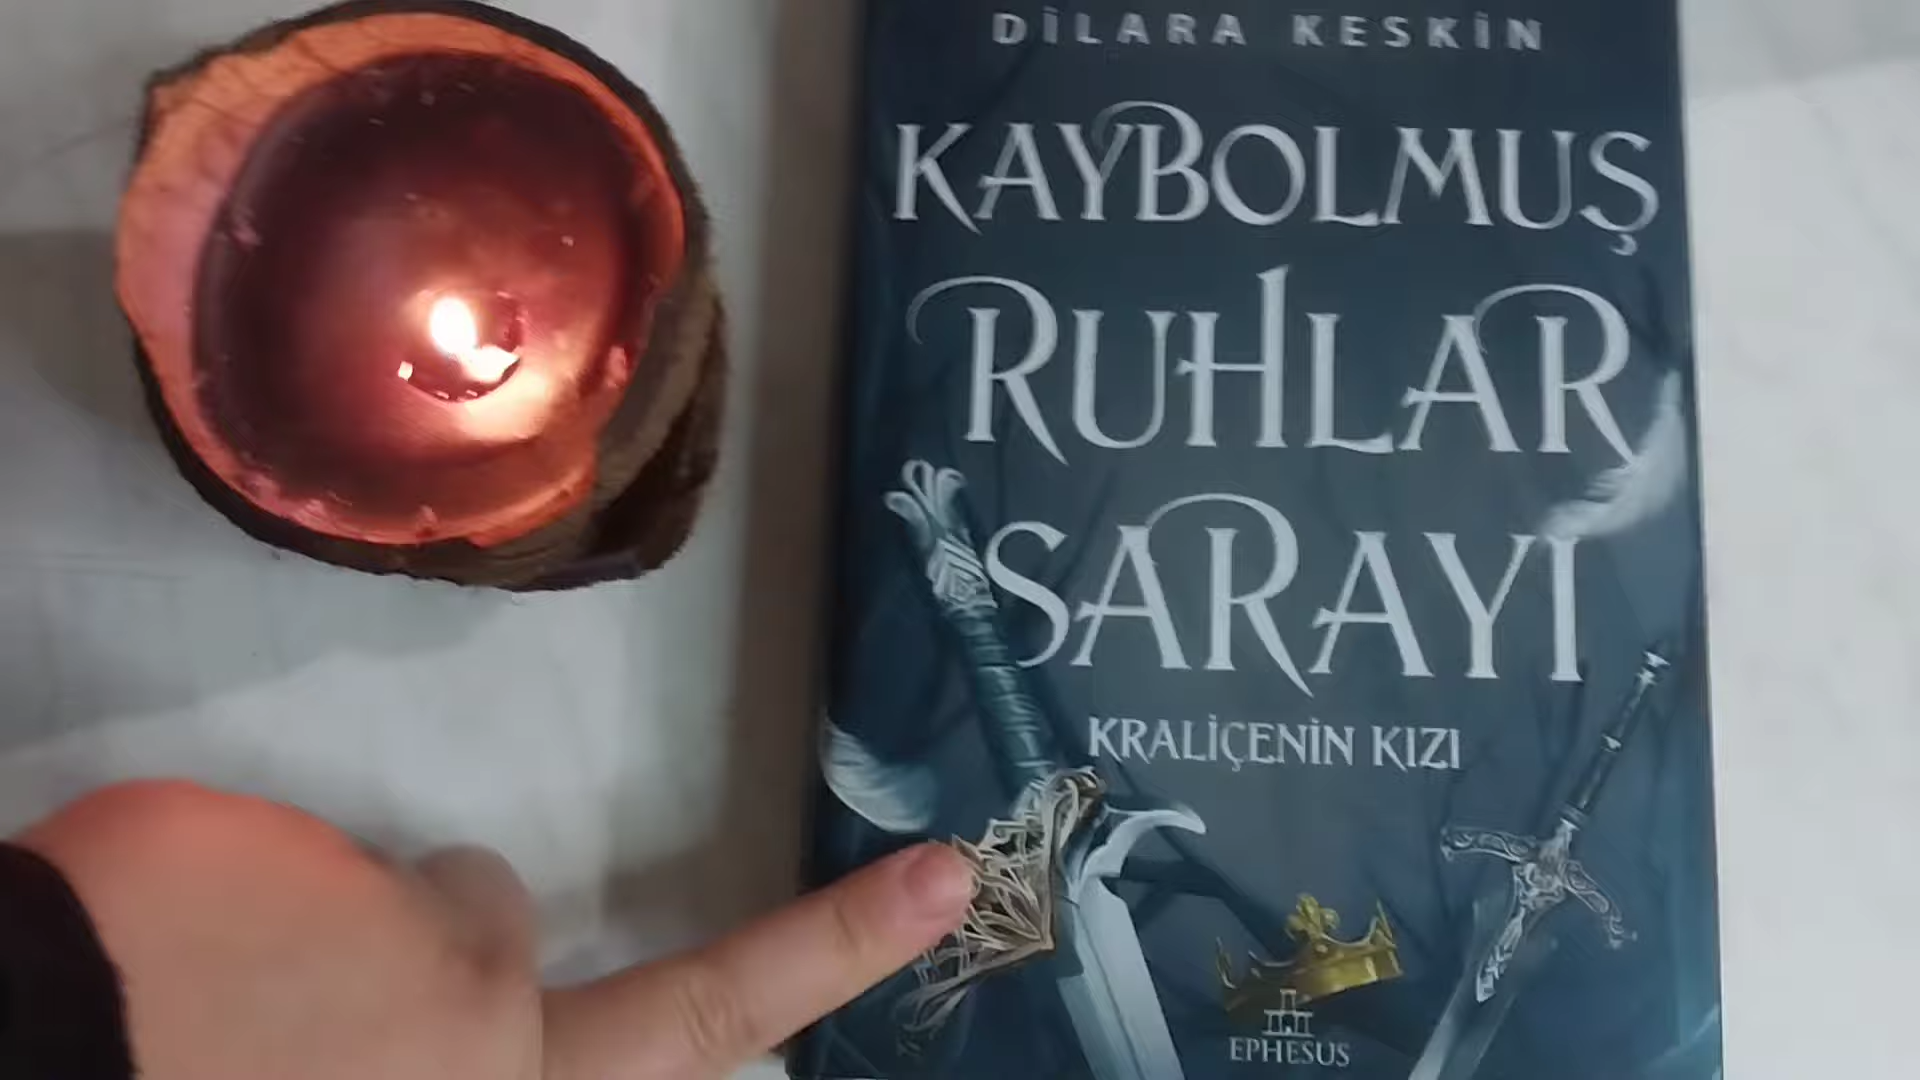 DİLARA KESKİN
KAYBOLMUŞ
RUHLAR
SARAYI
KRALİÇENİN KIZI
EPHESUS